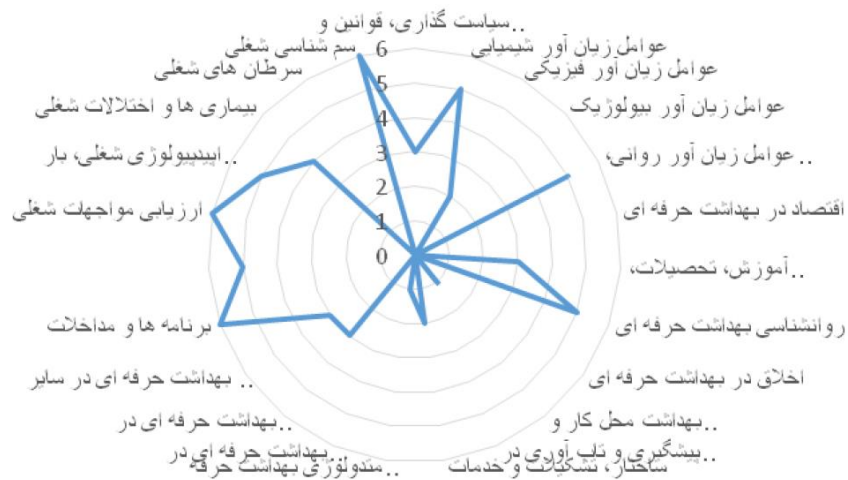 سیاست گذاری، قوانین و..
عوامل زیان آور شیمیایی
عوامل زیان آور فیزیکی
عوامل زیان آور بیولوژیک
عوامل زیان آور روانی،..
اقتصاد در بهداشت حرفه ای
آموزش، تحصیلات،..
روانشناسی بهداشت حرفه ای
اخلاق در بهداشت حرفه ای
بهداشت محل کار و..
پیشگیری و تاب آوری در..
ساختار، تشکیلات و خدمات
متدولوژی بهداشت حرفه..
بهداشت حرفه ای در..
بهداشت حرفه ای در..
بهداشت حرفه ای در سایر..
برنامه ها و مداخلات
ارزیابی مواجهات شغلی
اپیدمیولوژی شغلی، بار..
بیماری ها و اختلالات شغلی
سرطان های شغلی
سم شناسی شغلی
6
5
4
3
2
1
0